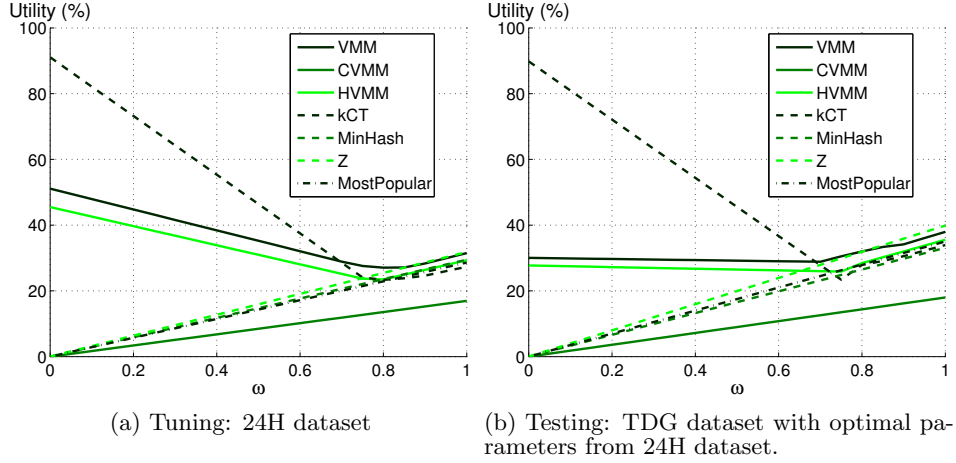 Utility (%)
100
80
60
40
20
0
0
0.2
0.4
0.6
0.8
1
ω
VMM
CVMM
HVMM
kCT
MinHash
Z
MostPopular
(a) Tuning: 24H dataset
Utility (%)
100
80
60
40
20
0
0
0.2
0.4
0.6
0.8
1
ω
VMM
CVMM
HVMM
kCT
MinHash
Z
MostPopular
(b) Testing: TDG dataset with optimal pa-
rameters from 24H dataset.